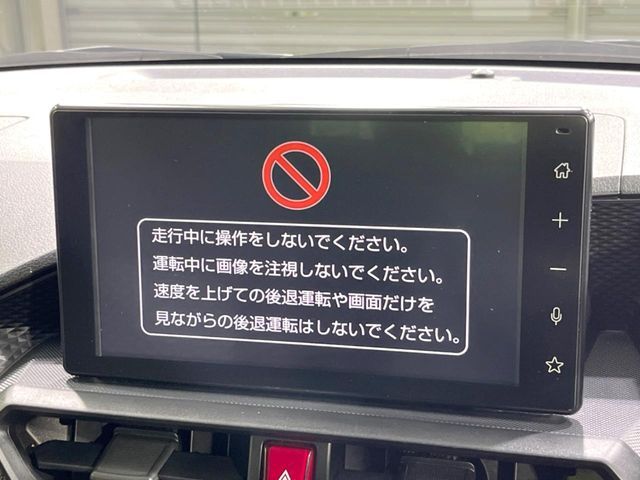 走行中に操作をしないでください。
運転中に画像を注視しないでください。
速度を上げての後退運転や画面だけを
見ながらの後退運転はしないでください。